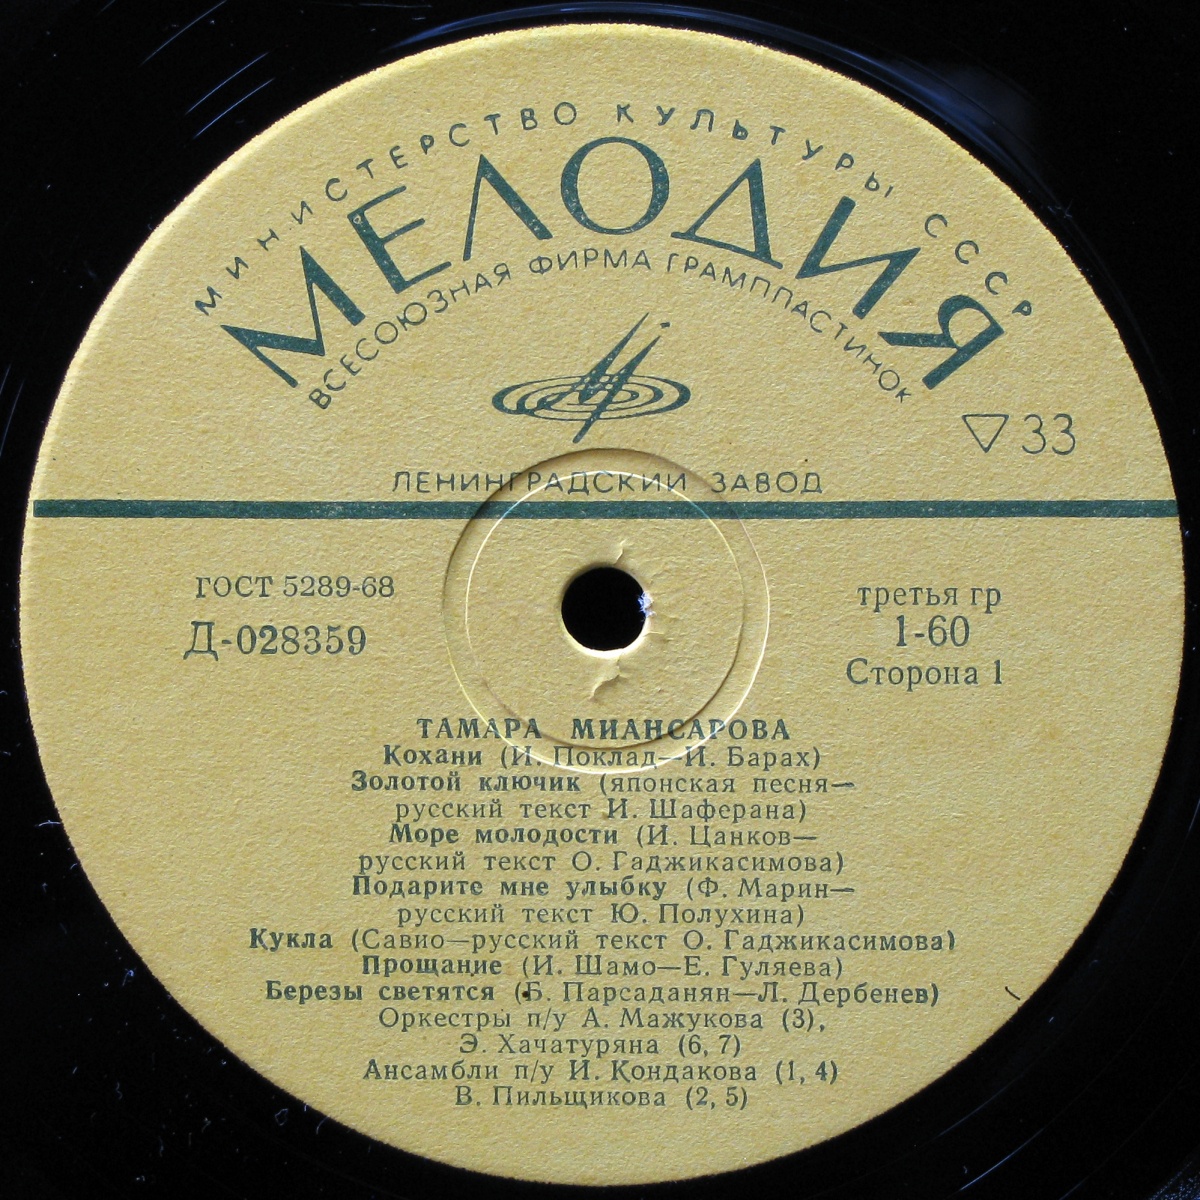 МИНИСТЕРСТВО КУЛЬТУРЫ СССР
МЕЛОДИЯ
ВСЕСОЮЗНАЯ ФИРМА ГРАМПЛАСТИНОК
33
ЛЕНИНГРАДСКИЙ ЗАВОД
ГОСТ 5289-68
Д-028359
третья гр
1-60
Сторона 1
ТАМАРА МИАНСАРОВА
Кохани (И. Поклад—И. Барах)
Золотой ключик (японская песня—
русский текст И. Шаферана)
Море молодости (И. Цанков—
русский текст О. Гаджикасимова)
Подарите мне улыбку (Ф. Марин—
русский текст Ю. Полухина)
Кукла (Савио—русский текст О. Гаджикасимова)
Прощание (И. Шамо—Е. Гуляева)
Березы светятся (Б. Парсаданян—Л. Дербенев)
Оркестры п/у А. Мажукова (3),
Э. Хачатуряна (6, 7)
Ансамбли п/у И. Кондакова (1, 4)
В. Пильщикова (2, 5)